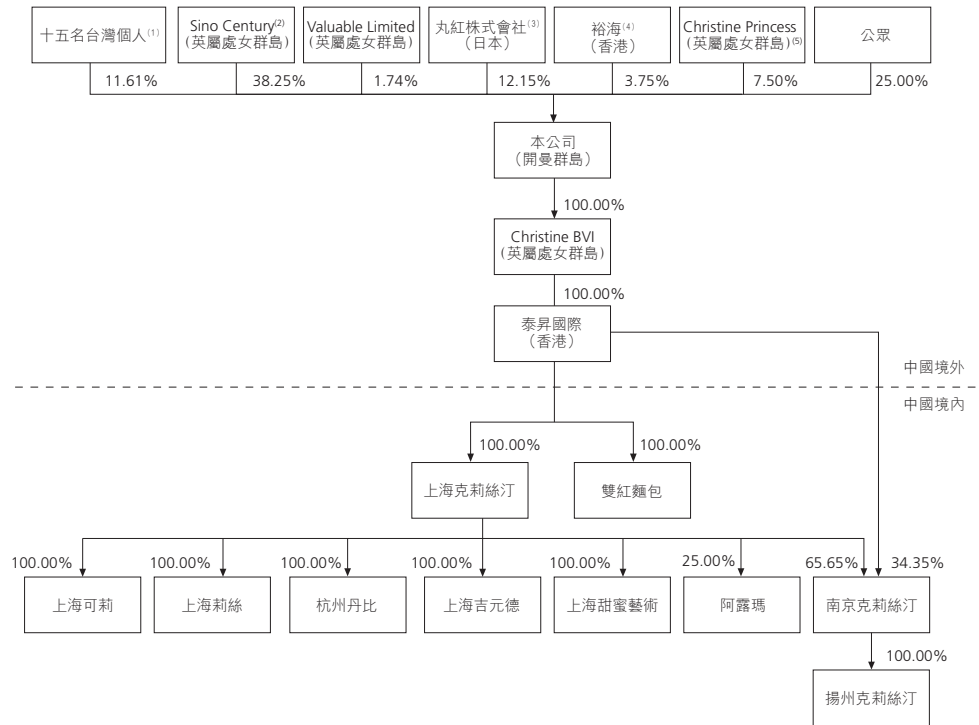 十五名台灣個人(1)
Sino Century(2)
(英屬處女群島)
Valuable Limited
(英屬處女群島)
丸紅株式會社(3)
(日本)
裕海(4)
(香港)
Christine Princess
(英屬處女群島)(5)
公眾
11.61%
38.25%
1.74%
12.15%
3.75%
7.50%
25.00%
本公司
(開曼群島)
100.00%
Christine BVI
(英屬處女群島)
100.00%
泰昇國際
(香港)
中國境外
中國境內
100.00%
100.00%
上海克莉絲汀
雙紅麵包
100.00%
100.00%
100.00%
100.00%
100.00%
25.00%
65.65%
34.35%
上海可莉
上海莉絲
杭州丹比
上海吉元德
上海甜蜜藝術
阿露瑪
南京克莉絲汀
100.00%
揚州克莉絲汀